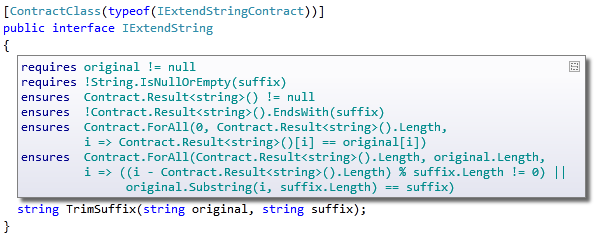 [ContractClass(typeof(IExtendStringContract))]
public interface IExtendString
{
requires original != null
requires !String.IsNullOrEmpty(suffix)
ensures  Contract.Result<string>() != null
ensures  !Contract.Result<string>().EndsWith(suffix)
ensures  Contract.ForAll(0, Contract.Result<string>().Length,
i => Contract.Result<string>()[i] == original[i])
ensures  Contract.ForAll(Contract.Result<string>().Length, original.Length,
i => ((i - Contract.Result<string>().Length) % suffix.Length != 0) ||
original.Substring(i, suffix.Length) == suffix)
string TrimSuffix(string original, string suffix);
}